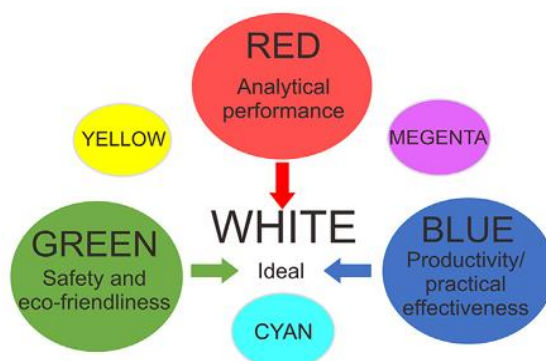 RED
Analytical
performance
YELLOW
MEGENTA
WHITE
Ideal
GREEN
Safety and
eco-friendliness
BLUE
Productivity/
practical
effectiveness
CYAN